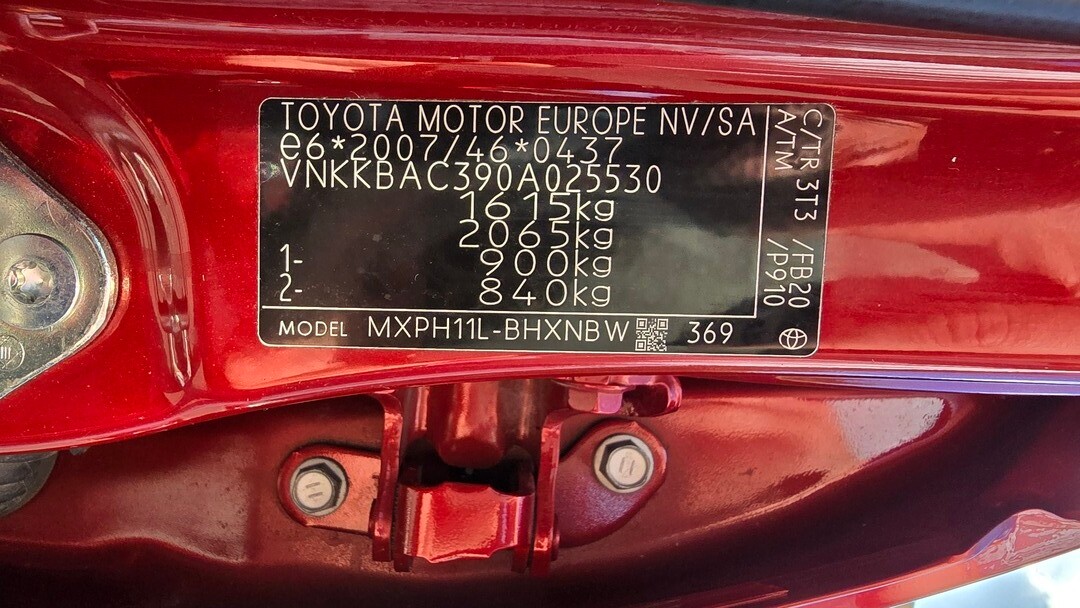 TOYOTA MOTOR EUROPE NV/SA
e6*2007/46*0437
VNKKBAC390A025530
1615kg
2065kg
1- 900kg
2- 840kg
MODEL MXPH11L-BHXNBW 369
C/TR 3T3 /FB20
A/TM /P910